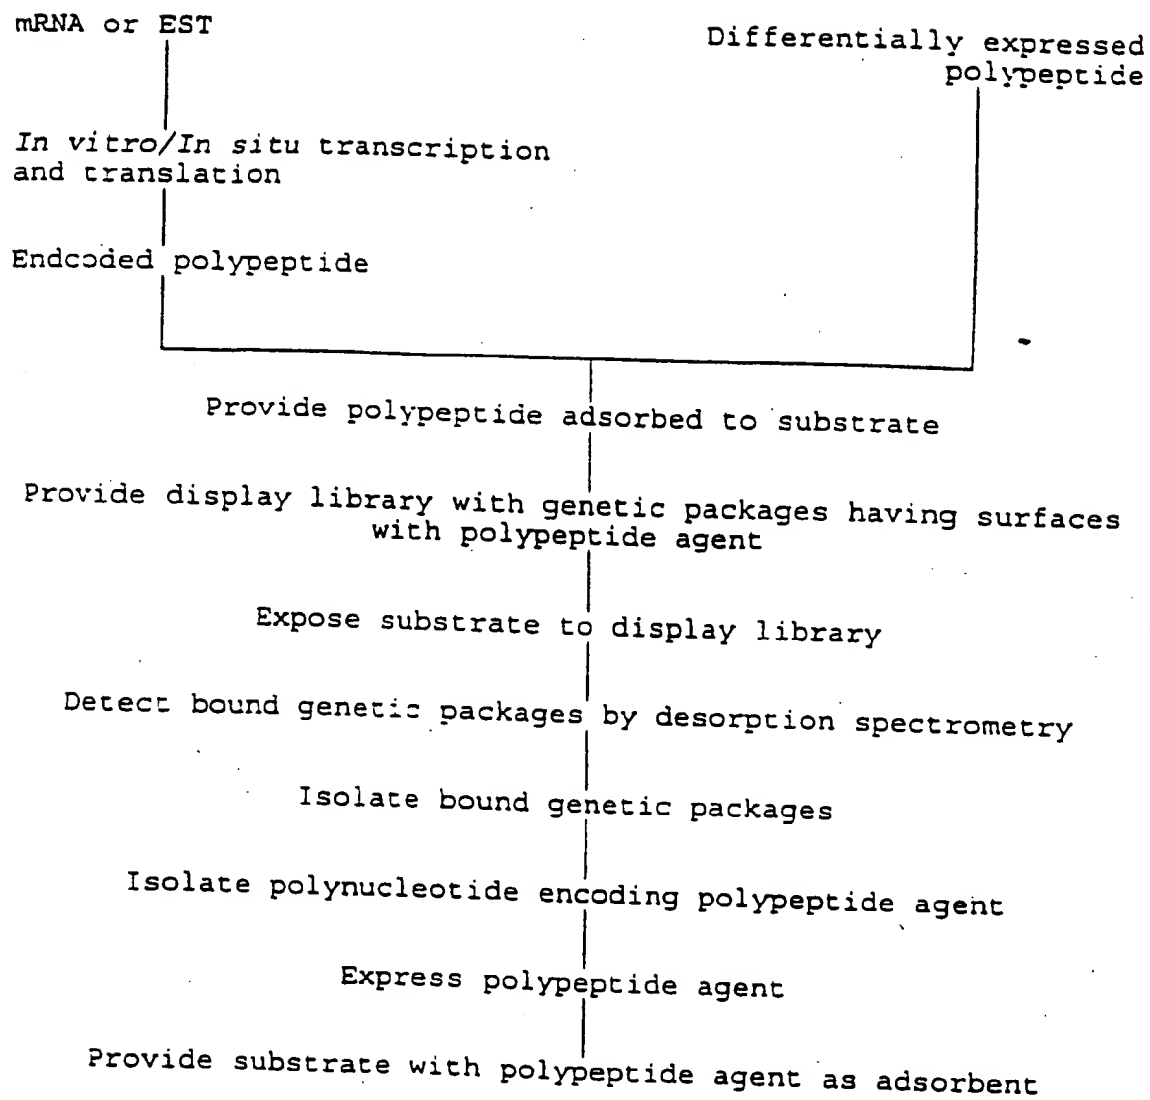 mRNA or EST
Differentially expressed
polypeptide
In vitro/In situ transcription
and translation
Endcoded polypeptide
Provide polypeptide adsorbed to substrate
Provide display library with genetic packages having surfaces
with polypeptide agent
Expose substrate to display library
Detect bound genetic packages by desorption spectrometry
Isolate bound genetic packages
Isolate polynucleotide encoding polypeptide agent
Express polypeptide agent
Provide substrate with polypeptide agent as adsorbent